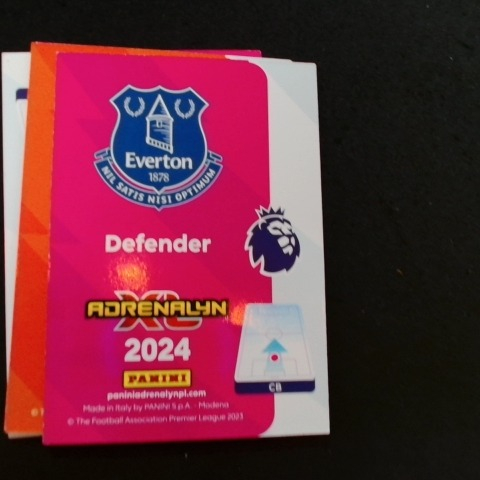 Everton
1878
NIL SATIS NISI OPTIMUM
Defender
ADRENALYN
XL
2024
PANINI
paniniadrenalynpl.com
CB
Made in Italy by PANINI S.p.A. - Modena
© The Football Association Premier League 2023